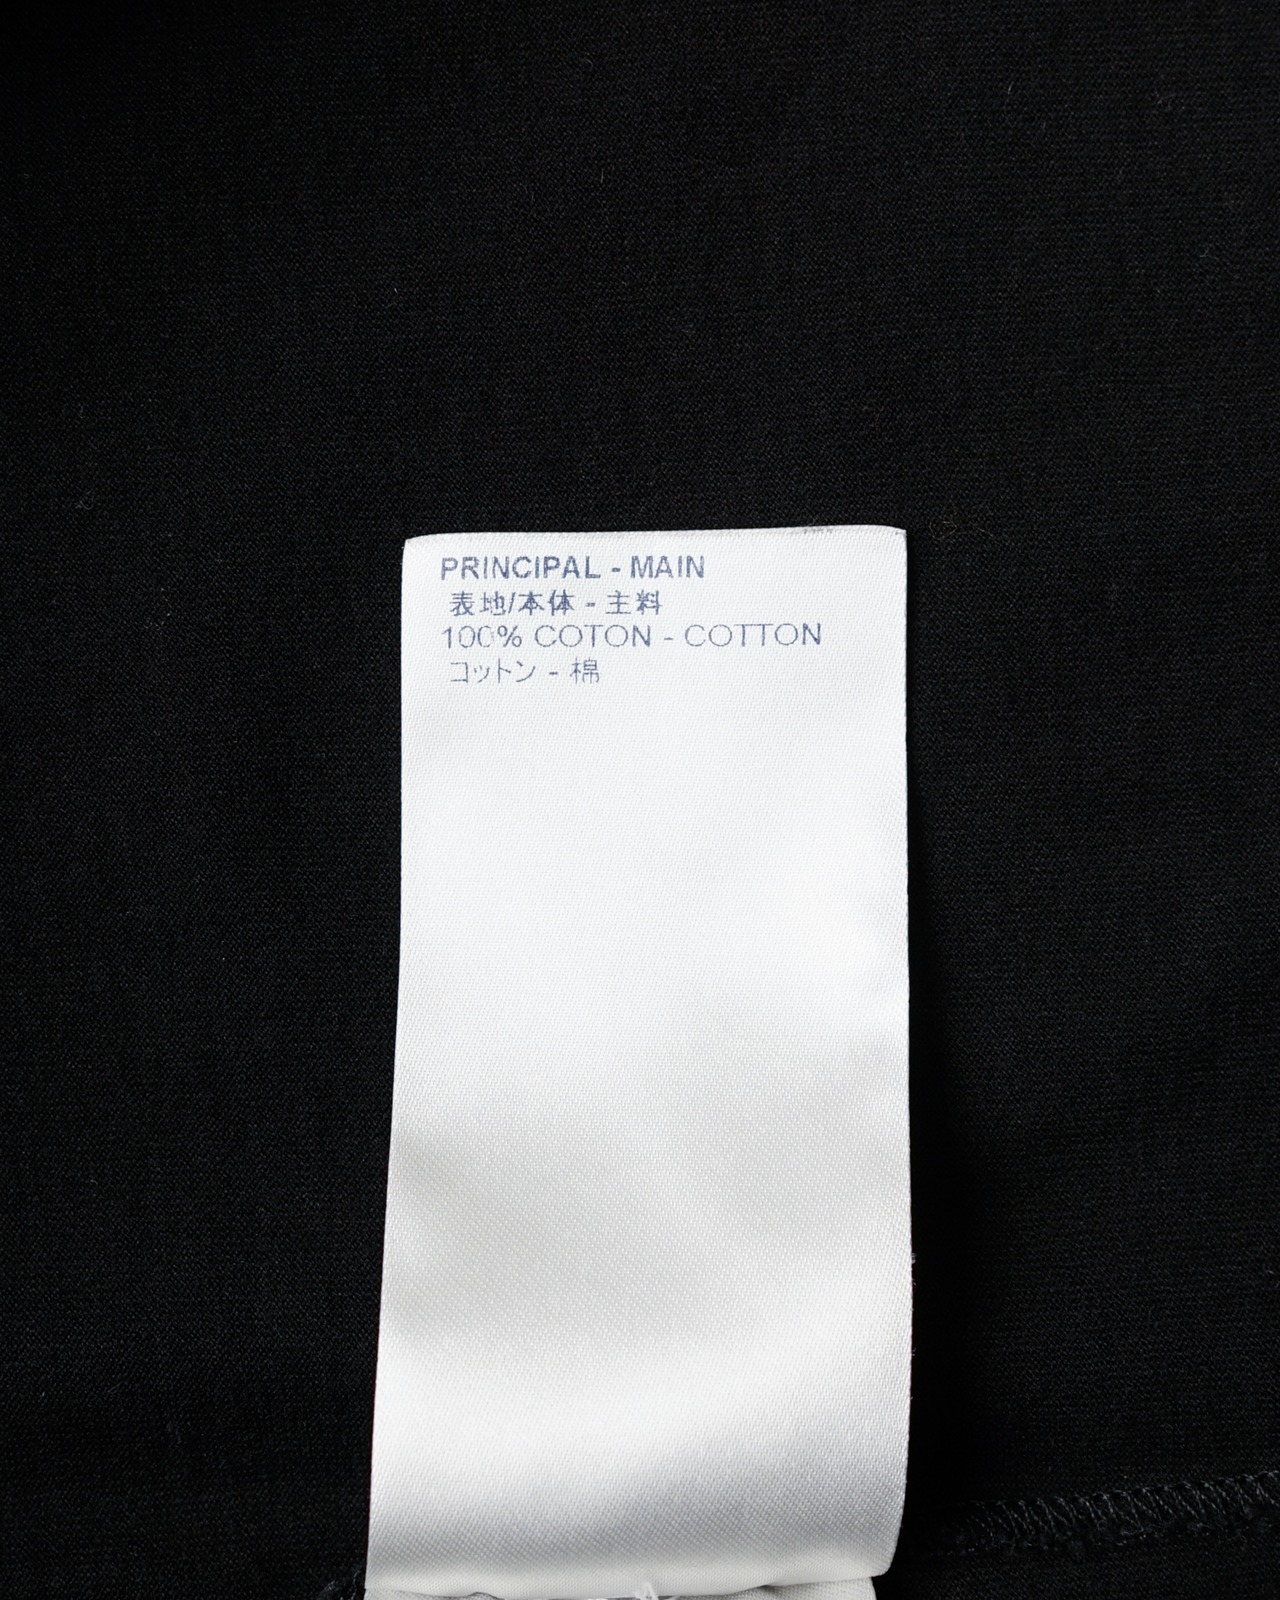 PRINCIPAL - MAIN
表地/本体 - 主料
100% COTON - COTTON
コットン - 棉